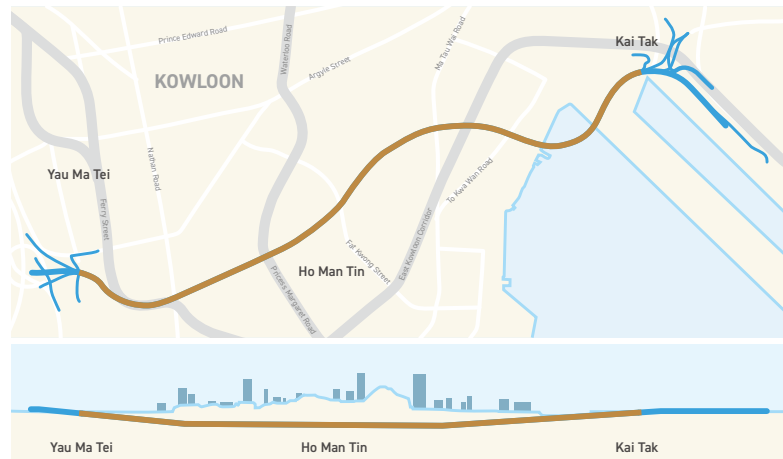 Prince Edward Road
Waterloo Road
Ma Tau Wai Road
Kai Tak
KOWLOON
Argyle Street
Yau Ma Tei
Nathan Road
To Kwa Wan Road
Ferry Street
East Kowloon Corridor
Fat Kwong Street
Ho Man Tin
Princess Margaret Road
Yau Ma Tei
Ho Man Tin
Kai Tak